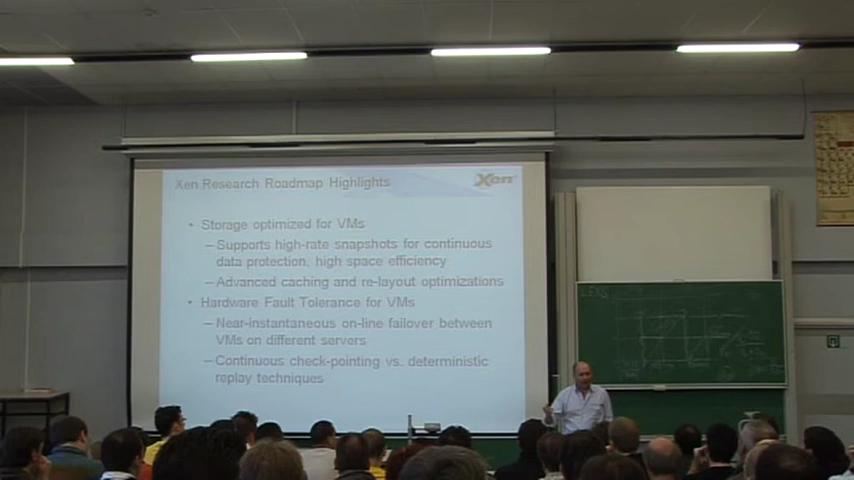 Xen Research Roadmap Highlights
Xen
• Storage optimized for VMs
– Supports high-rate snapshots for continuous
data protection, high space efficiency
– Advanced caching and re-layout optimizations
• Hardware Fault Tolerance for VMs
– Near-instantaneous on-line failover between
VMs on different servers
– Continuous check-pointing vs. deterministic
replay techniques